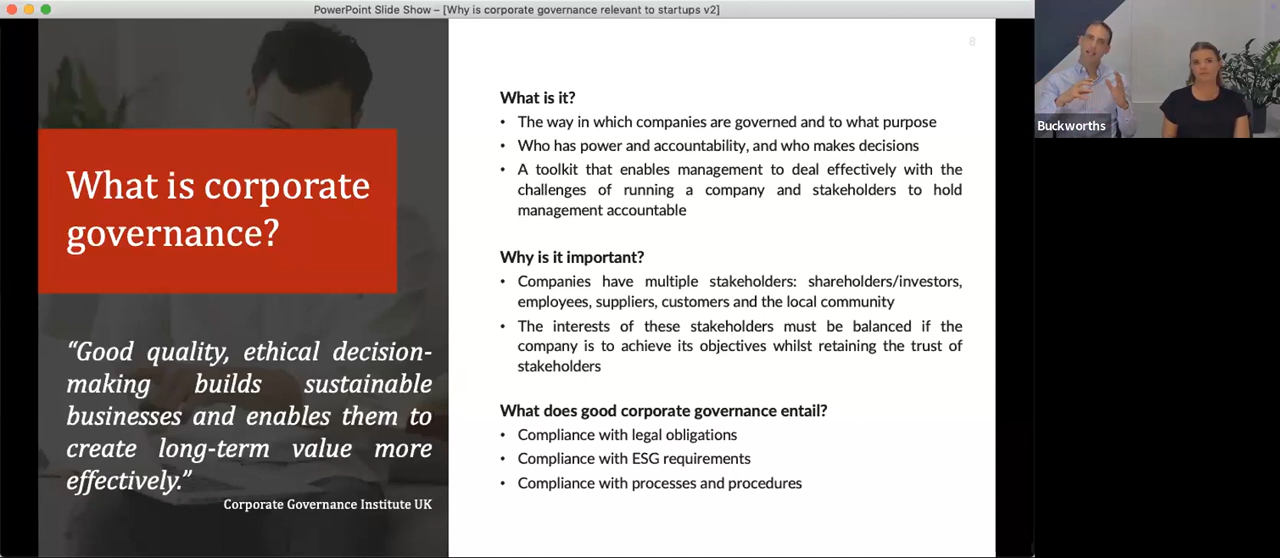 PowerPoint Slide Show – [Why is corporate governance relevant to startups v2]
8
What is corporate
governance?
“Good quality, ethical decision-
making builds sustainable
businesses and enables them to
create long-term value more
effectively.”
Corporate Governance Institute UK
What is it?
• The way in which companies are governed and to what purpose
• Who has power and accountability, and who makes decisions
• A toolkit that enables management to deal effectively with the
challenges of running a company and stakeholders to hold
management accountable
Why is it important?
• Companies have multiple stakeholders: shareholders/investors,
employees, suppliers, customers and the local community
• The interests of these stakeholders must be balanced if the
company is to achieve its objectives whilst retaining the trust of
stakeholders
What does good corporate governance entail?
• Compliance with legal obligations
• Compliance with ESG requirements
• Compliance with processes and procedures
Buckworths